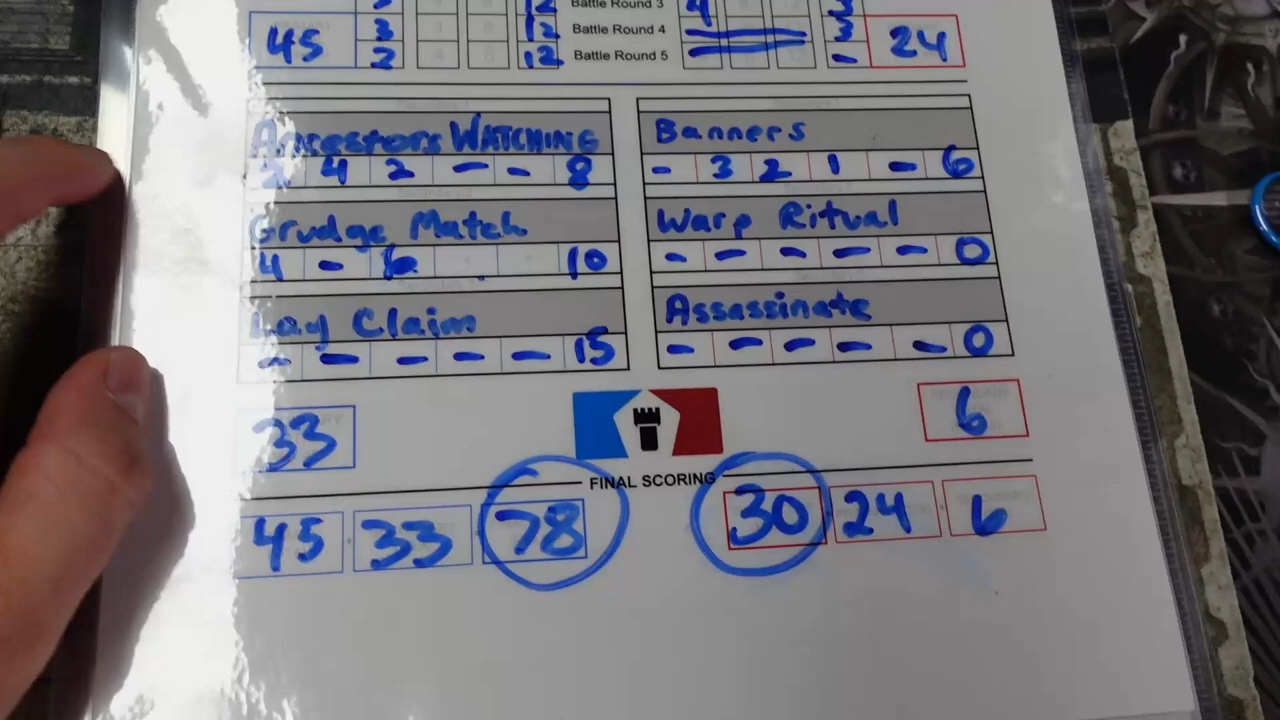 2 12 Battle Round 3 4 3
45 3 12 Battle Round 4 3 24
2 12 Battle Round 5 -
Ancestors WATCHING
4 2 - - 8
Grudge Match
4 - 6 10
Lay Claim
- - - - - 15
33
Banners
- 3 2 1 - 6
Warp Ritual
- - - - - 0
Assassinate
- - - - - 0
6
FINAL SCORING
45 33 78 30 24 6